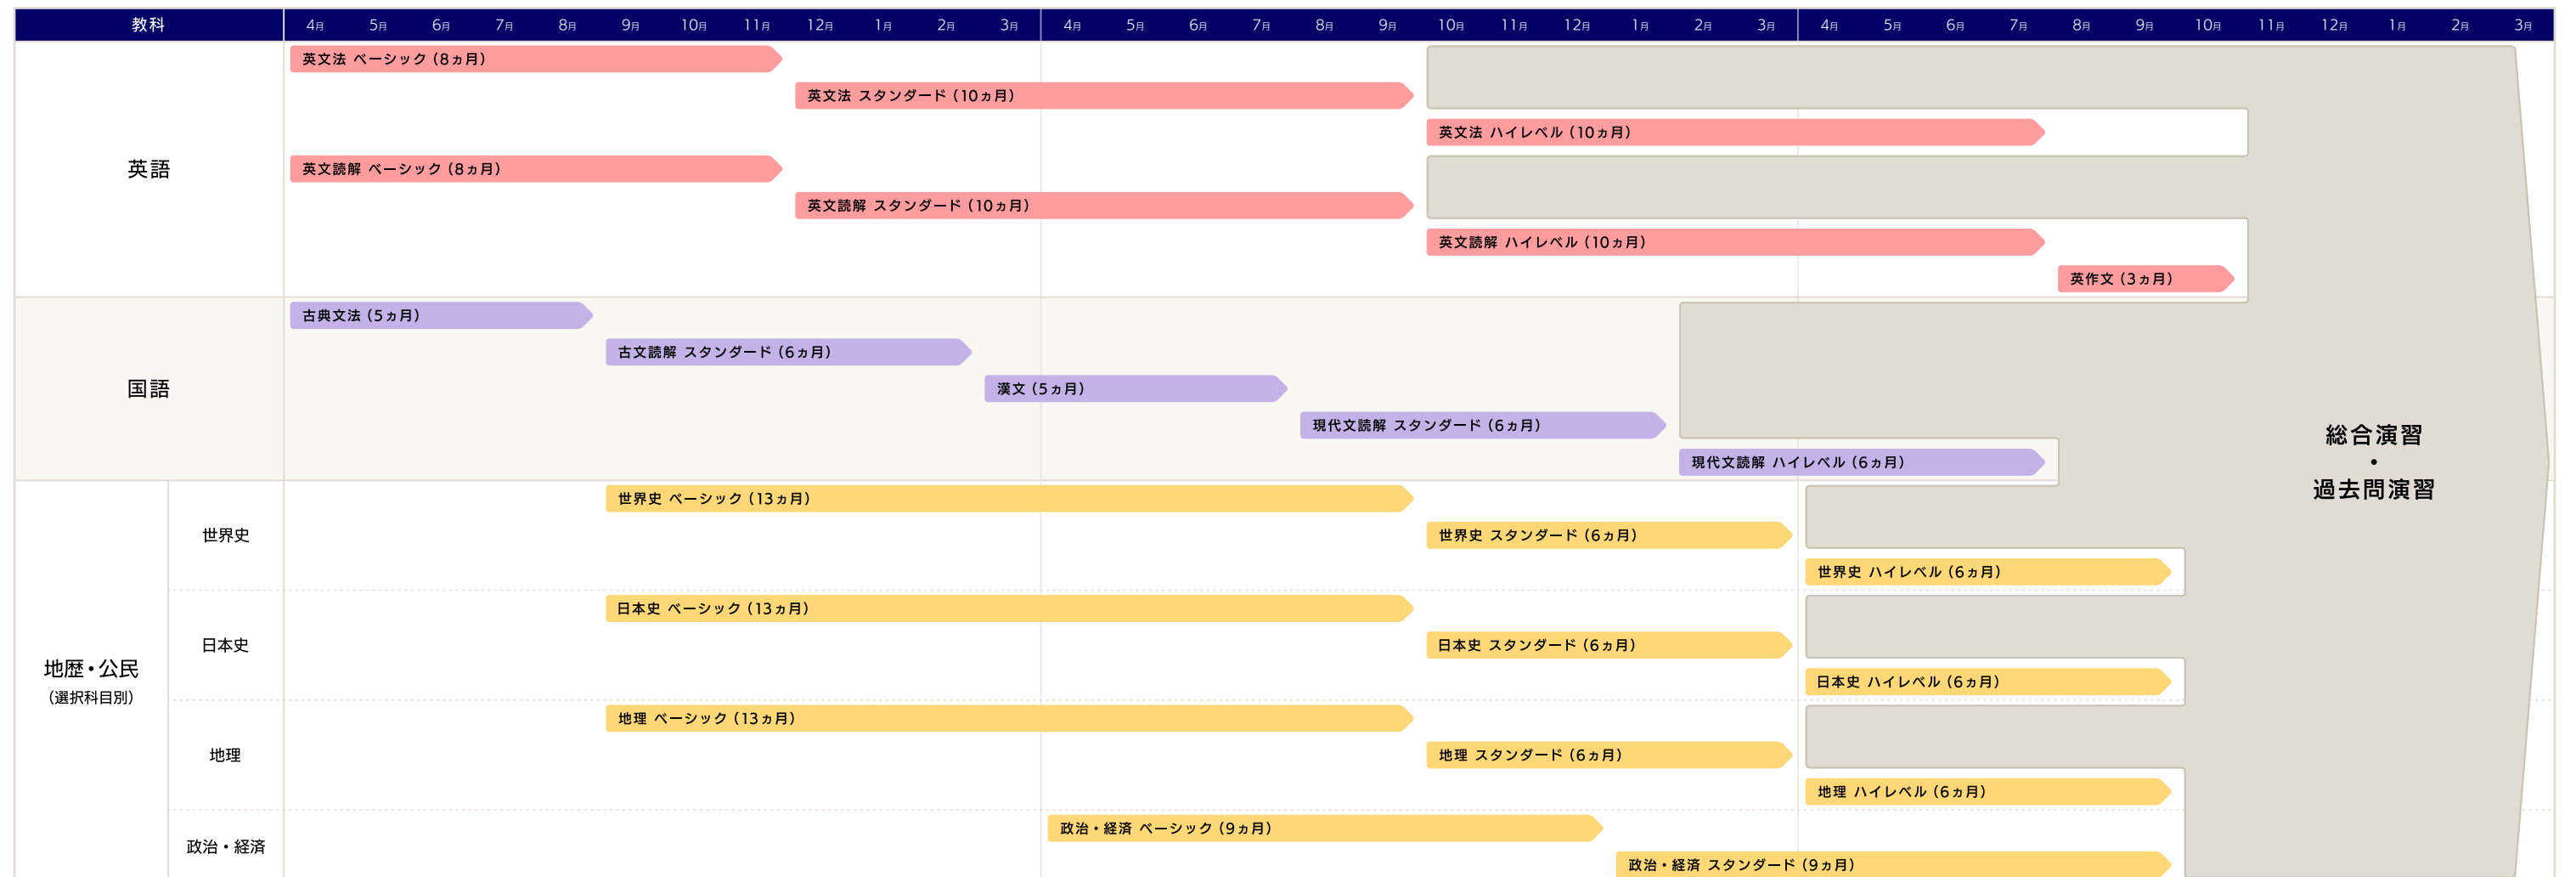 教科 4月 5月 6月 7月 8月 9月 10月 11月 12月 1月 2月 3月 4月 5月 6月 7月 8月 9月 10月 11月 12月 1月 2月 3月 4月 5月 6月 7月 8月 9月 10月 11月 12月 1月 2月 3月
英語
英文法 ベーシック (8ヵ月)
英文法 スタンダード (10ヵ月)
英文法 ハイレベル (10ヵ月)
英文読解 ベーシック (8ヵ月)
英文読解 スタンダード (10ヵ月)
英文読解 ハイレベル (10ヵ月)
英作文 (3ヵ月)
国語
古典文法 (5ヵ月)
古文読解 スタンダード (6ヵ月)
漢文 (5ヵ月)
現代文読解 スタンダード (6ヵ月)
現代文読解 ハイレベル (6ヵ月)
総合演習
・
過去問演習
地歴・公民
(選択科目別)
世界史
世界史 ベーシック (13ヵ月)
世界史 スタンダード (6ヵ月)
世界史 ハイレベル (6ヵ月)
日本史
日本史 ベーシック (13ヵ月)
日本史 スタンダード (6ヵ月)
日本史 ハイレベル (6ヵ月)
地理
地理 ベーシック (13ヵ月)
地理 スタンダード (6ヵ月)
地理 ハイレベル (6ヵ月)
政治・経済
政治・経済 ベーシック (9ヵ月)
政治・経済 スタンダード (9ヵ月)